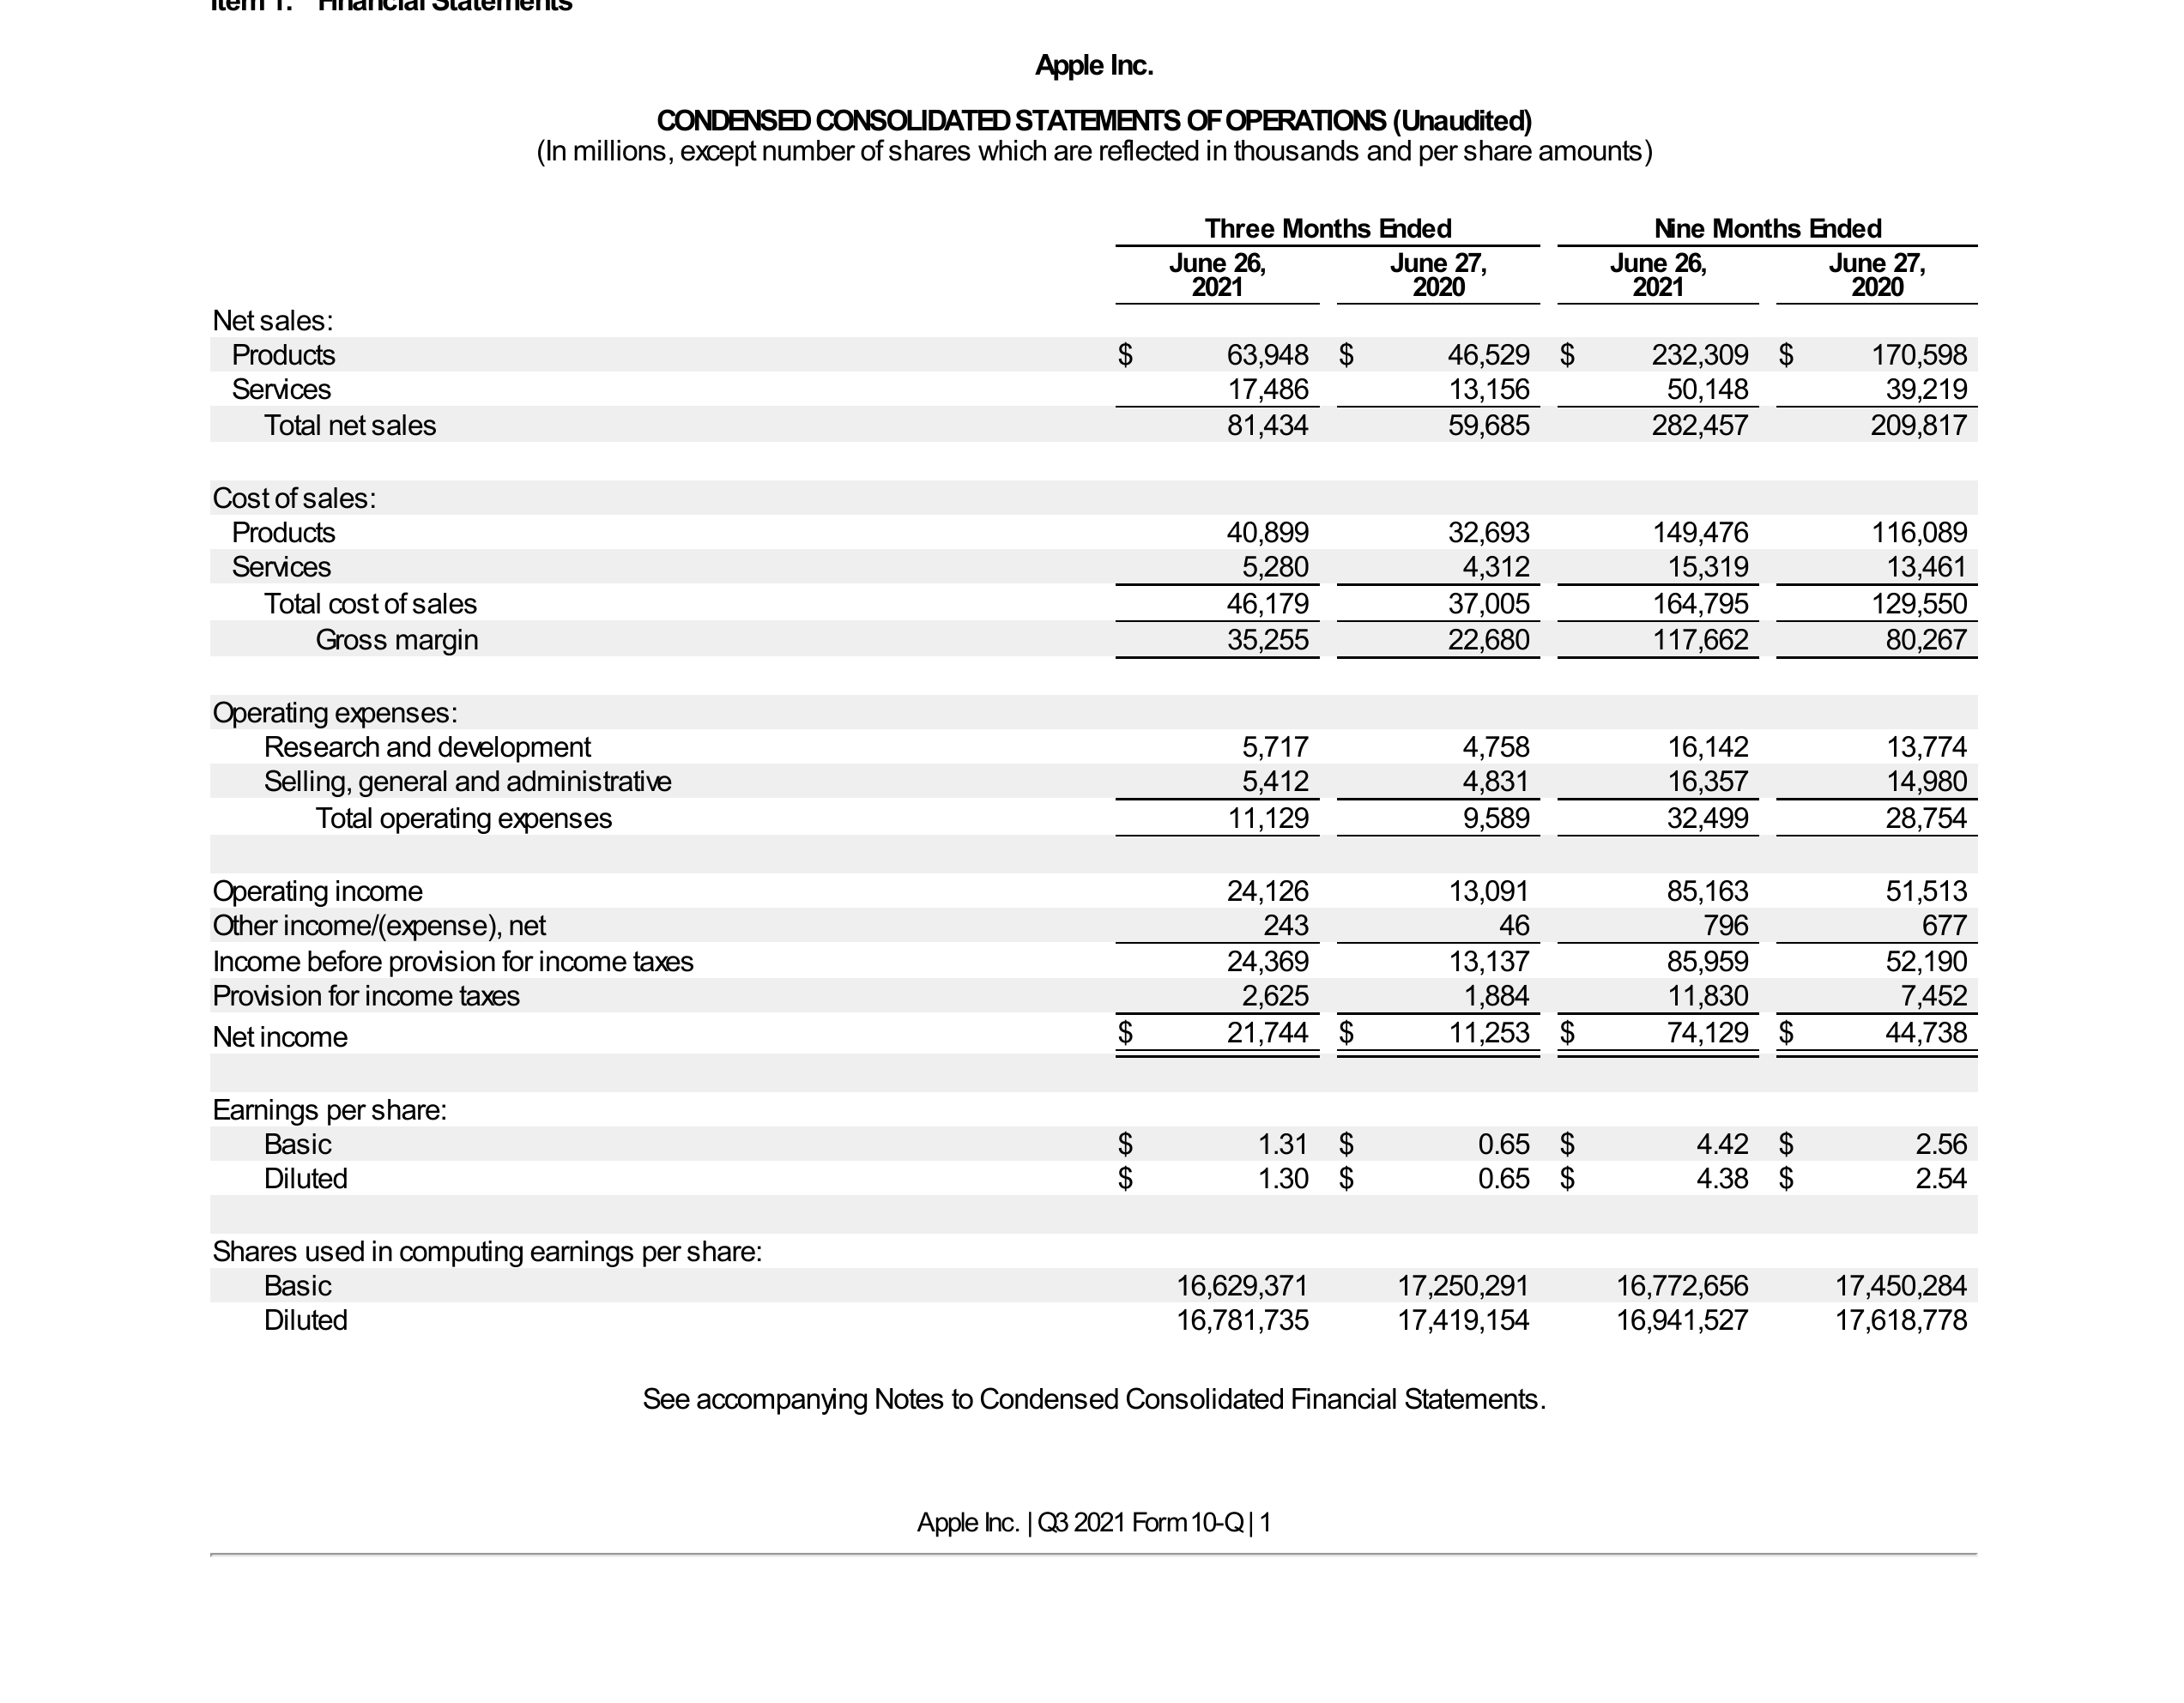 Item 1. Financial Statements
Apple Inc.
CONDENSED CONSOLIDATED STATEMENTS OF OPERATIONS (Unaudited)
(In millions, except number of shares which are reflected in thousands and per share amounts)
Three Months Ended Nine Months Ended
June 26, June 27, June 26, June 27,
2021 2020 2021 2020
Net sales:
Products $ 63,948 $ 46,529 $ 232,309 $ 170,598
Services 17,486 13,156 50,148 39,219
Total net sales 81,434 59,685 282,457 209,817
Cost of sales:
Products 40,899 32,693 149,476 116,089
Services 5,280 4,312 15,319 13,461
Total cost of sales 46,179 37,005 164,795 129,550
Gross margin 35,255 22,680 117,662 80,267
Operating expenses:
Research and development 5,717 4,758 16,142 13,774
Selling, general and administrative 5,412 4,831 16,357 14,980
Total operating expenses 11,129 9,589 32,499 28,754
Operating income 24,126 13,091 85,163 51,513
Other income/(expense), net 243 46 796 677
Income before provision for income taxes 24,369 13,137 85,959 52,190
Provision for income taxes 2,625 1,884 11,830 7,452
Net income $ 21,744 $ 11,253 $ 74,129 $ 44,738
Earnings per share:
Basic $ 1.31 $ 0.65 $ 4.42 $ 2.56
Diluted $ 1.30 $ 0.65 $ 4.38 $ 2.54
Shares used in computing earnings per share:
Basic 16,629,371 17,250,291 16,772,656 17,450,284
Diluted 16,781,735 17,419,154 16,941,527 17,618,778
See accompanying Notes to Condensed Consolidated Financial Statements.
Apple Inc. | Q3 2021 Form 10-Q | 1